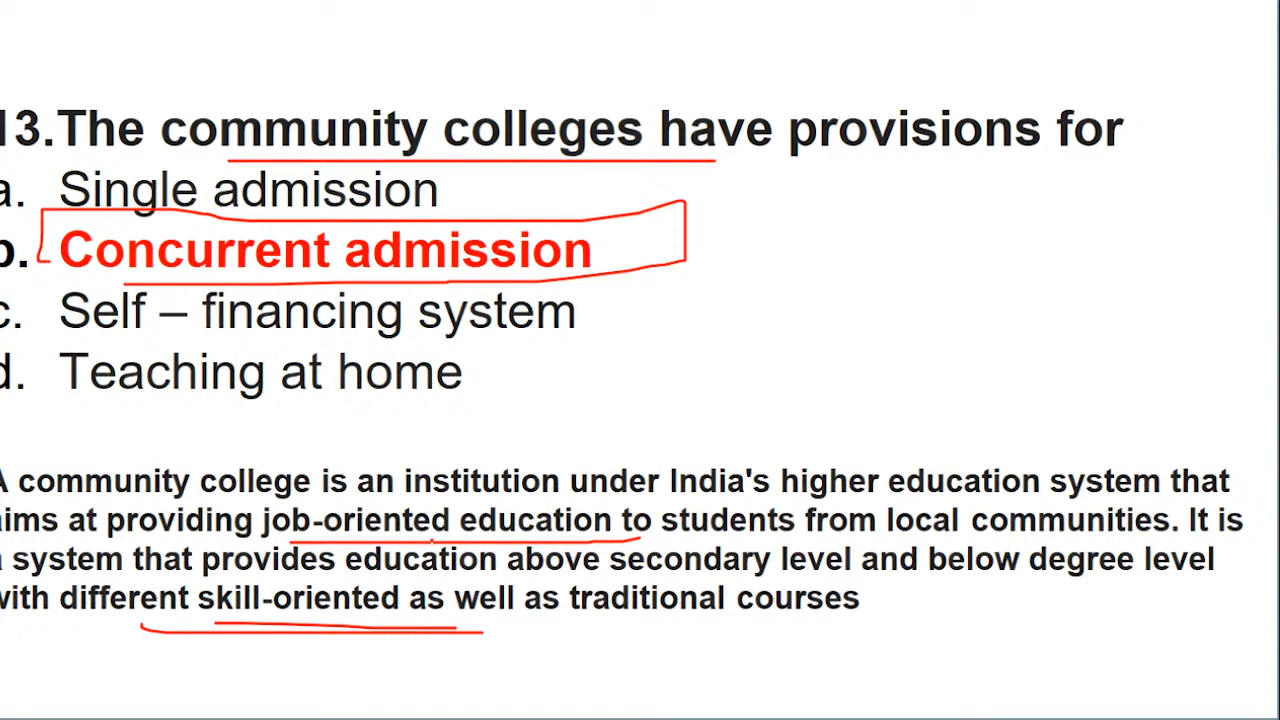 13.The community colleges have provisions for
a. Single admission
b. Concurrent admission
c. Self – financing system
d. Teaching at home
A community college is an institution under India's higher education system that
aims at providing job-oriented education to students from local communities. It is
a system that provides education above secondary level and below degree level
with different skill-oriented as well as traditional courses